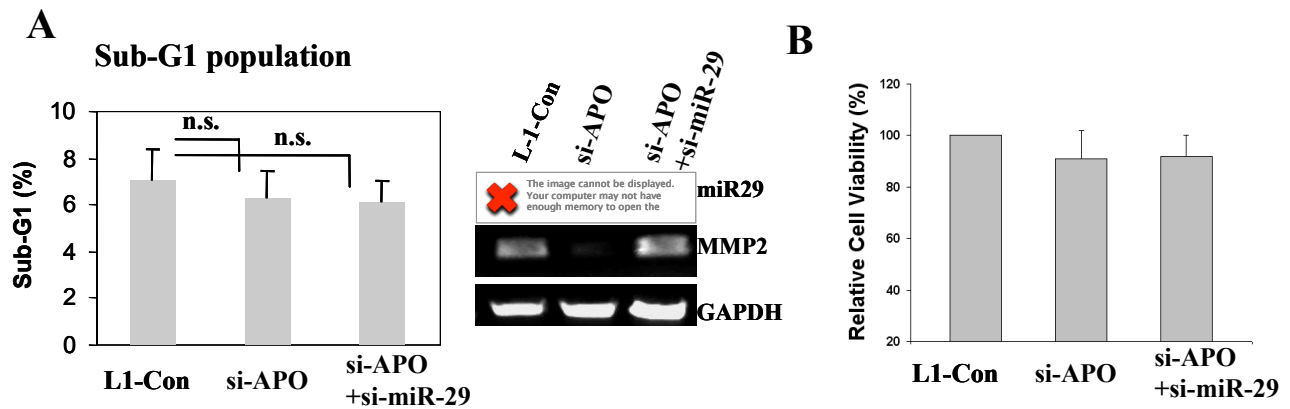 A
Sub-G1 population
Sub-G1 (%)
10
8
6
4
2
0
n.s.
n.s.
L1-Con
si-APO
si-APO
+si-miR-29
L-1-Con
si-APO
si-APO
+si-miR-29
The image cannot be displayed.
Your computer may not have
enough memory to open the
miR29
MMP2
GAPDH
B
Relative Cell Viability (%)
120
100
80
60
40
20
L1-Con
si-APO
si-APO
+si-miR-29